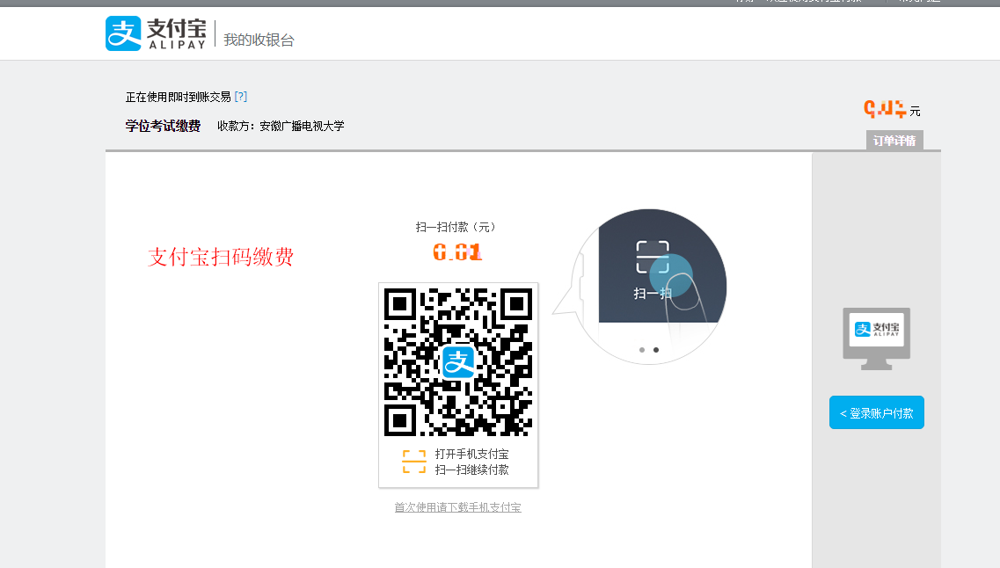 支付宝
ALIPAY
我的收银台
正在使用即时到账交易 [?]
学位考试缴费 收款方：安徽广播电视大学
元
订单详情
扫一扫付款（元）
0.01
支付宝扫码缴费
扫一扫
支付宝
ALIPAY
< 登录账户付款
打开手机支付宝
扫一扫继续付款
首次使用请下载手机支付宝